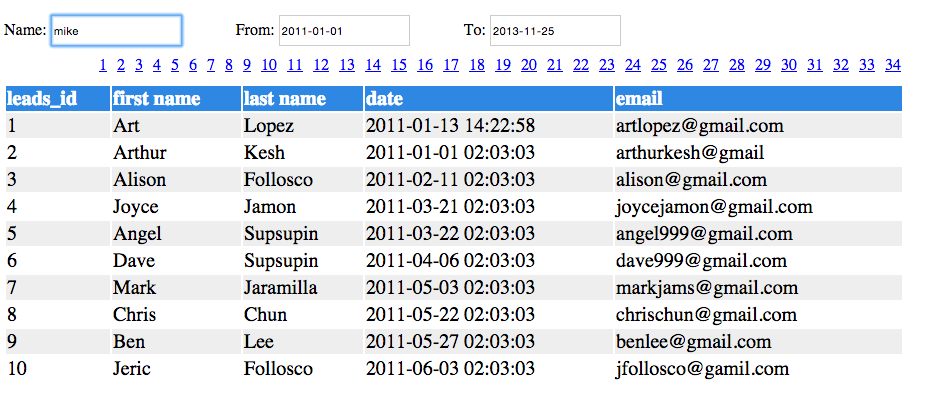 Name: mike From: 2011-01-01 To: 2013-11-25
1 2 3 4 5 6 7 8 9 10 11 12 13 14 15 16 17 18 19 20 21 22 23 24 25 26 27 28 29 30 31 32 33 34
leads_id first name last name date email
1 Art Lopez 2011-01-13 14:22:58 artlopez@gmail.com
2 Arthur Kesh 2011-01-01 02:03:03 arthurkesh@gmail
3 Alison Follosco 2011-02-11 02:03:03 alison@gmail.com
4 Joyce Jamon 2011-03-21 02:03:03 joycejamon@gmail.com
5 Angel Supsupin 2011-03-22 02:03:03 angel999@gmail.com
6 Dave Supsupin 2011-04-06 02:03:03 dave999@gmail.com
7 Mark Jaramilla 2011-05-03 02:03:03 markjams@gmail.com
8 Chris Chun 2011-05-22 02:03:03 chrischun@gmail.com
9 Ben Lee 2011-05-27 02:03:03 benlee@gmail.com
10 Jeric Follosco 2011-06-03 02:03:03 jfollosco@gamil.com